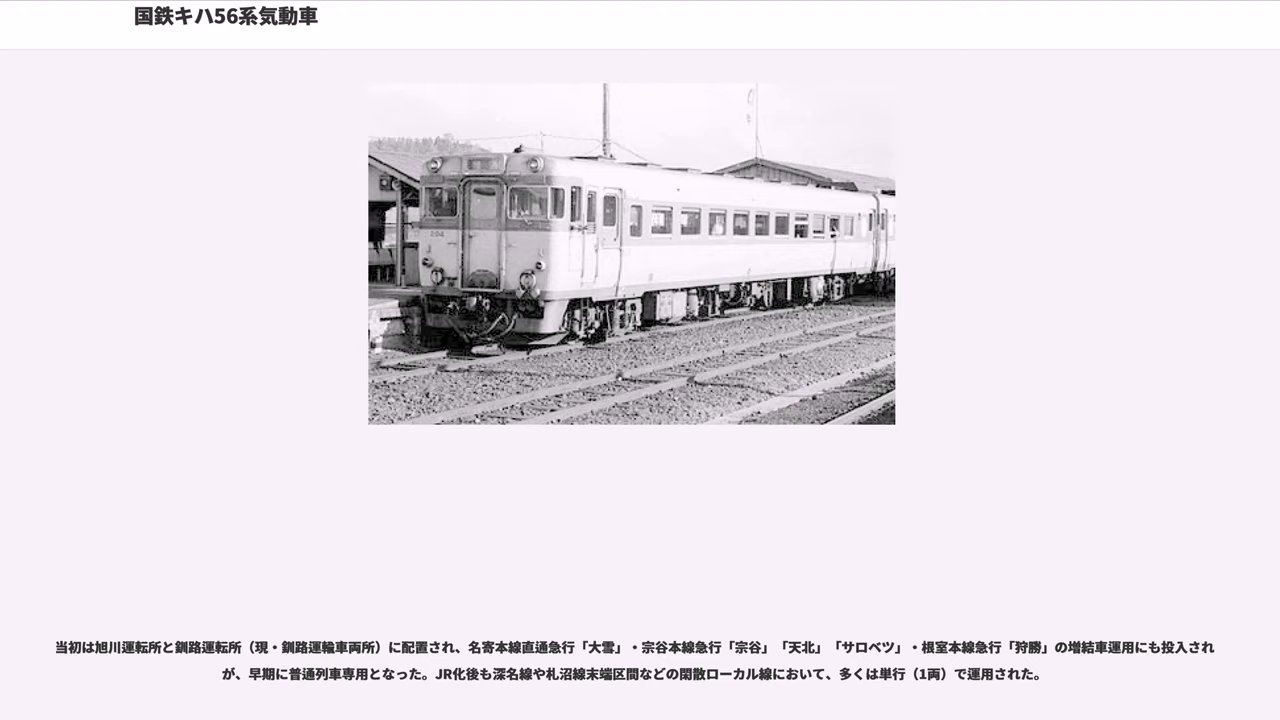 国鉄キハ56系気動車
204
当初は旭川運転所と釧路運転所（現・釧路運輸車両所）に配置され、名寄本線直通急行「大雪」・宗谷本線急行「宗谷」「天北」「サロベツ」・根室本線急行「狩勝」の増結車運用にも投入され
が、早期に普通列車専用となった。JR化後も深名線や札沼線末端区間などの閑散ローカル線において、多くは単行（1両）で運用された。